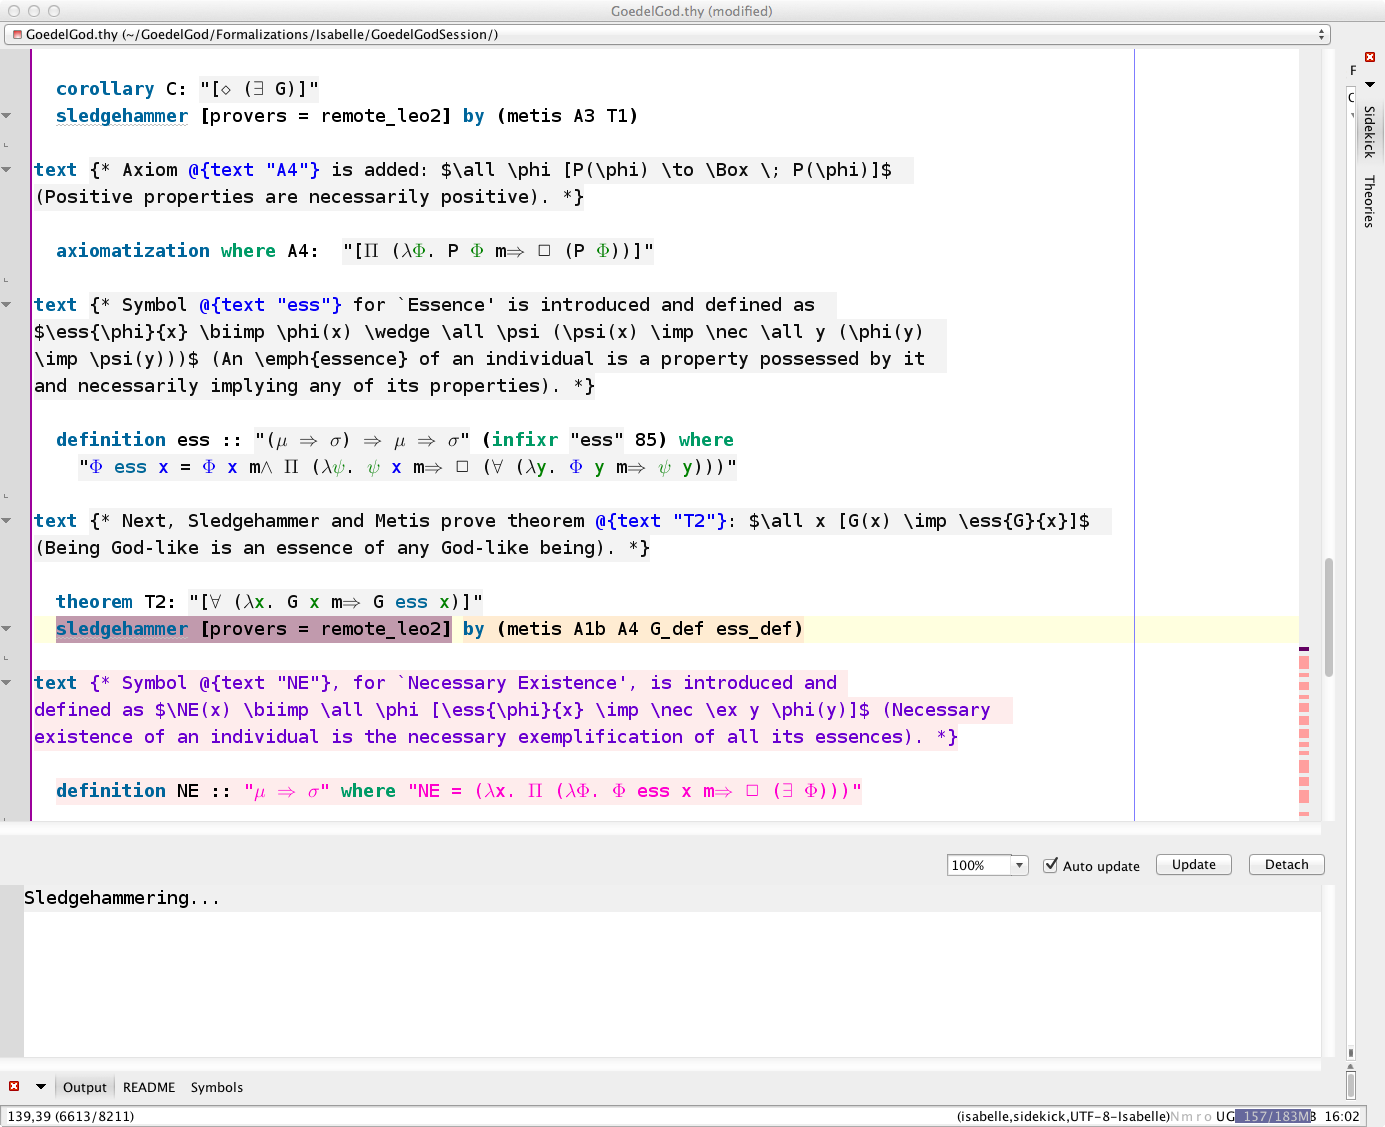 GoedelGod.thy (modified)
GoedelGod.thy (~/GoedelGod/Formalizations/Isabelle/GoedelGodSession/)
corollary C: "[◇ (∃ G)]"
sledgehammer [provers = remote_leo2] by (metis A3 T1)
text {* Axiom @{text "A4"} is added: $\all \phi [P(\phi) \to \Box \; P(\phi)]$
(Positive properties are necessarily positive). *}
axiomatization where A4: "[Π (λΦ. P Φ m⇒ □ (P Φ))]"
text {* Symbol @{text "ess"} for `Essence' is introduced and defined as
$\ess{\phi}{x} \biimp \phi(x) \wedge \all \psi (\psi(x) \imp \nec \all y (\phi(y)
\imp \psi(y)))$ (An \emph{essence} of an individual is a property possessed by it
and necessarily implying any of its properties). *}
definition ess :: "(μ ⇒ σ) ⇒ μ ⇒ σ" (infixr "ess" 85) where
"Φ ess x = Φ x m∧ Π (λψ. ψ x m⇒ □ (∀ (λy. Φ y m⇒ ψ y)))"
text {* Next, Sledgehammer and Metis prove theorem @{text "T2"}: $\all x [G(x) \imp \ess{G}{x}]$
(Being God-like is an essence of any God-like being). *}
theorem T2: "[∀ (λx. G x m⇒ G ess x)]"
sledgehammer [provers = remote_leo2] by (metis A1b A4 G_def ess_def)
text {* Symbol @{text "NE"}, for `Necessary Existence', is introduced and
defined as $\NE(x) \biimp \all \phi [\ess{\phi}{x} \imp \nec \ex y \phi(y)]$ (Necessary
existence of an individual is the necessary exemplification of all its essences). *}
definition NE :: "μ ⇒ σ" where "NE = (λx. Π (λΦ. Φ ess x m⇒ □ (∃ Φ)))"
Sidekick
Theories
100%
Auto update
Update
Detach
Sledgehammering...
Output
README
Symbols
139,39 (6613/8211)
(isabelle,sidekick,UTF-8-Isabelle)N m r o UG 157/183MB 16:02